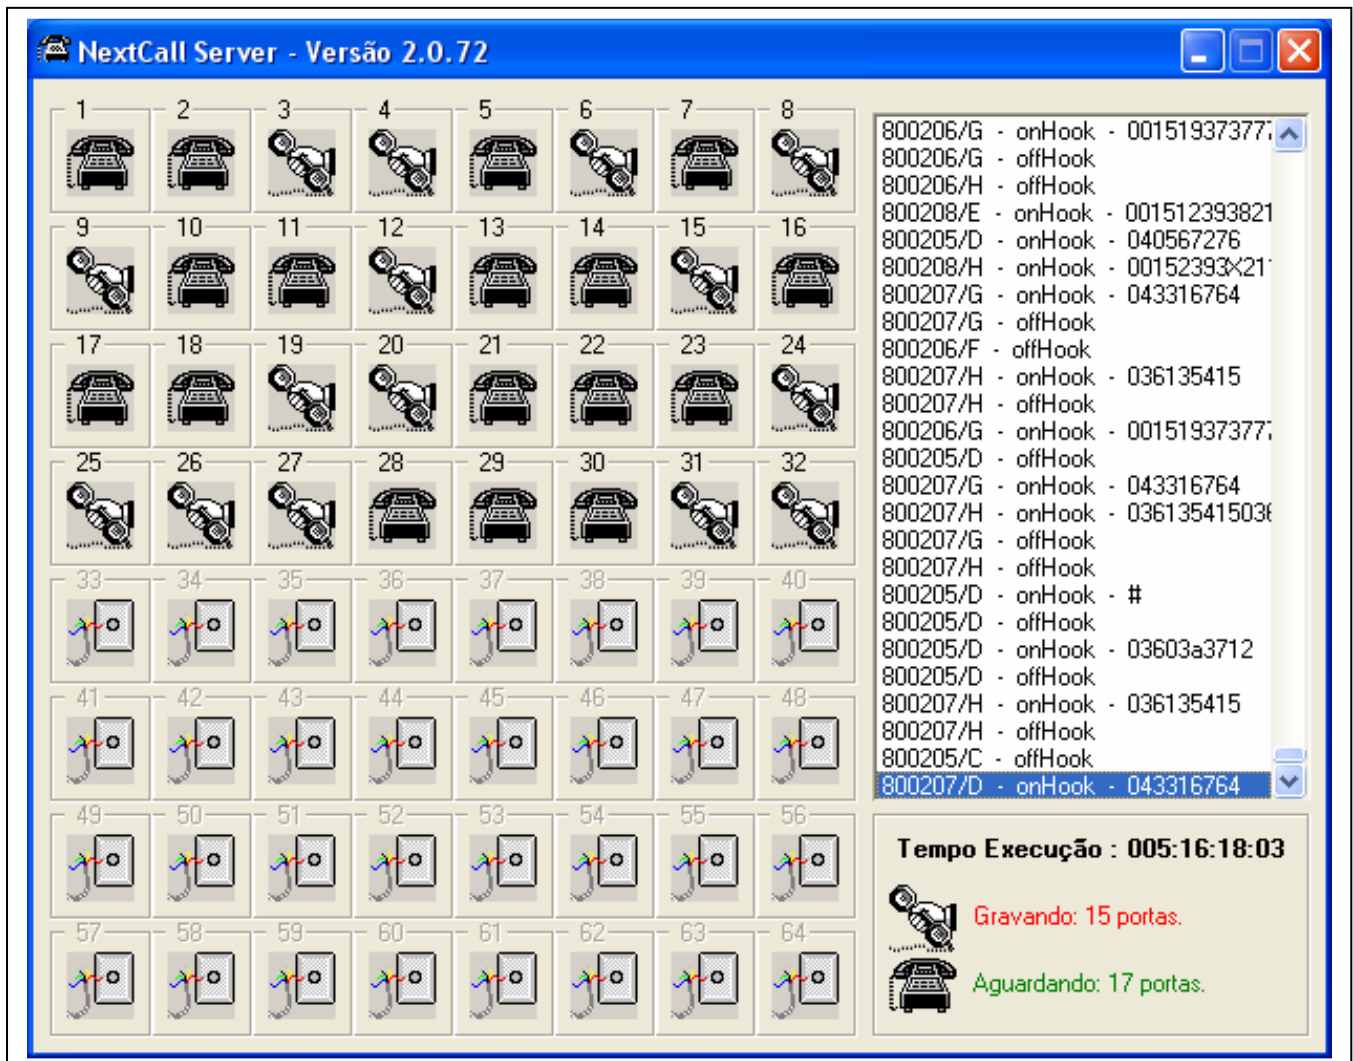 NextCall Server - Versão 2.0.72
1 2 3 4 5 6 7 8
9 10 11 12 13 14 15 16
17 18 19 20 21 22 23 24
25 26 27 28 29 30 31 32
33 34 35 36 37 38 39 40
41 42 43 44 45 46 47 48
49 50 51 52 53 54 55 56
57 58 59 60 61 62 63 64
800206/G - onHook - 001519373777
800206/G - offHook
800206/H - offHook
800208/E - onHook - 001512393821
800205/D - onHook - 040567276
800208/H - onHook - 00152393X21
800207/G - onHook - 043316764
800207/G - offHook
800206/F - offHook
800207/H - onHook - 036135415
800207/H - offHook
800206/G - onHook - 001519373777
800205/D - offHook
800207/G - onHook - 043316764
800207/H - onHook - 036135415036
800207/G - offHook
800207/H - offHook
800205/D - onHook - #
800205/D - offHook
800205/D - onHook - 03603a3712
800205/D - offHook
800207/H - onHook - 036135415
800207/H - offHook
800205/C - offHook
800207/D - onHook - 043316764
Tempo Execução : 005:16:18:03
Gravando: 15 portas.
Aguardando: 17 portas.